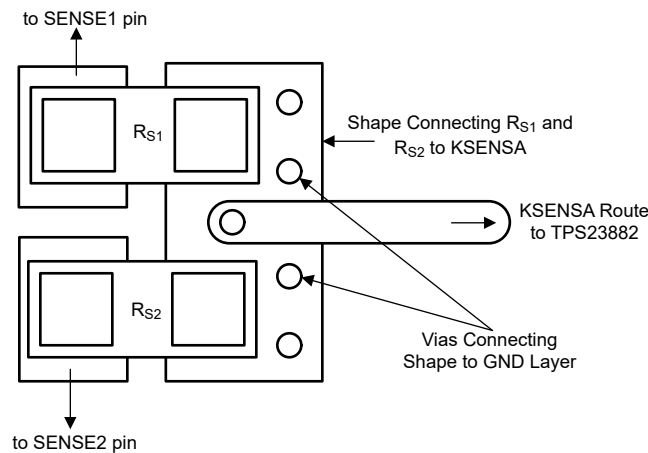 to SENSE1 pin
RS1
Shape Connecting RS1 and
RS2 to KSENSA
KSENSA Route
to TPS23882
RS2
Vias Connecting
Shape to GND Layer
to SENSE2 pin